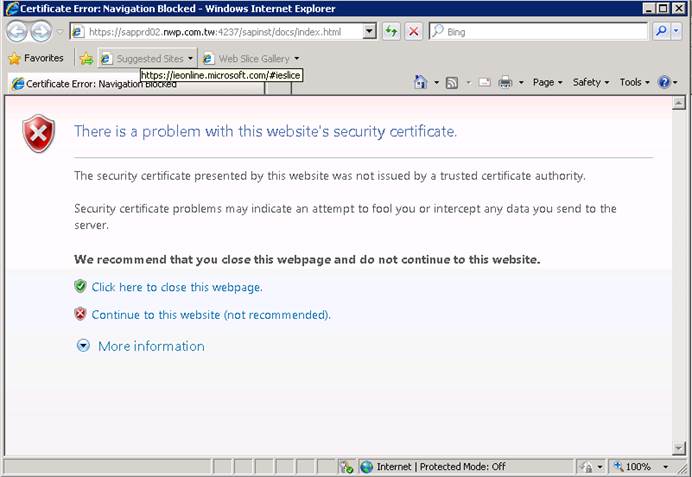 Certificate Error: Navigation Blocked - Windows Internet Explorer
https://sapprd02.nwp.com.tw:4237/sapinst/docs/index.html
Bing
Favorites
Suggested Sites
Web Slice Gallery
https://ieonline.microsoft.com/#ieslice
Certificate Error: Navigation Blocked
Page
Safety
Tools
There is a problem with this website's security certificate.
The security certificate presented by this website was not issued by a trusted certificate authority.
Security certificate problems may indicate an attempt to fool you or intercept any data you send to the
server.
We recommend that you close this webpage and do not continue to this website.
Click here to close this webpage.
Continue to this website (not recommended).
More information
Internet | Protected Mode: Off
100%